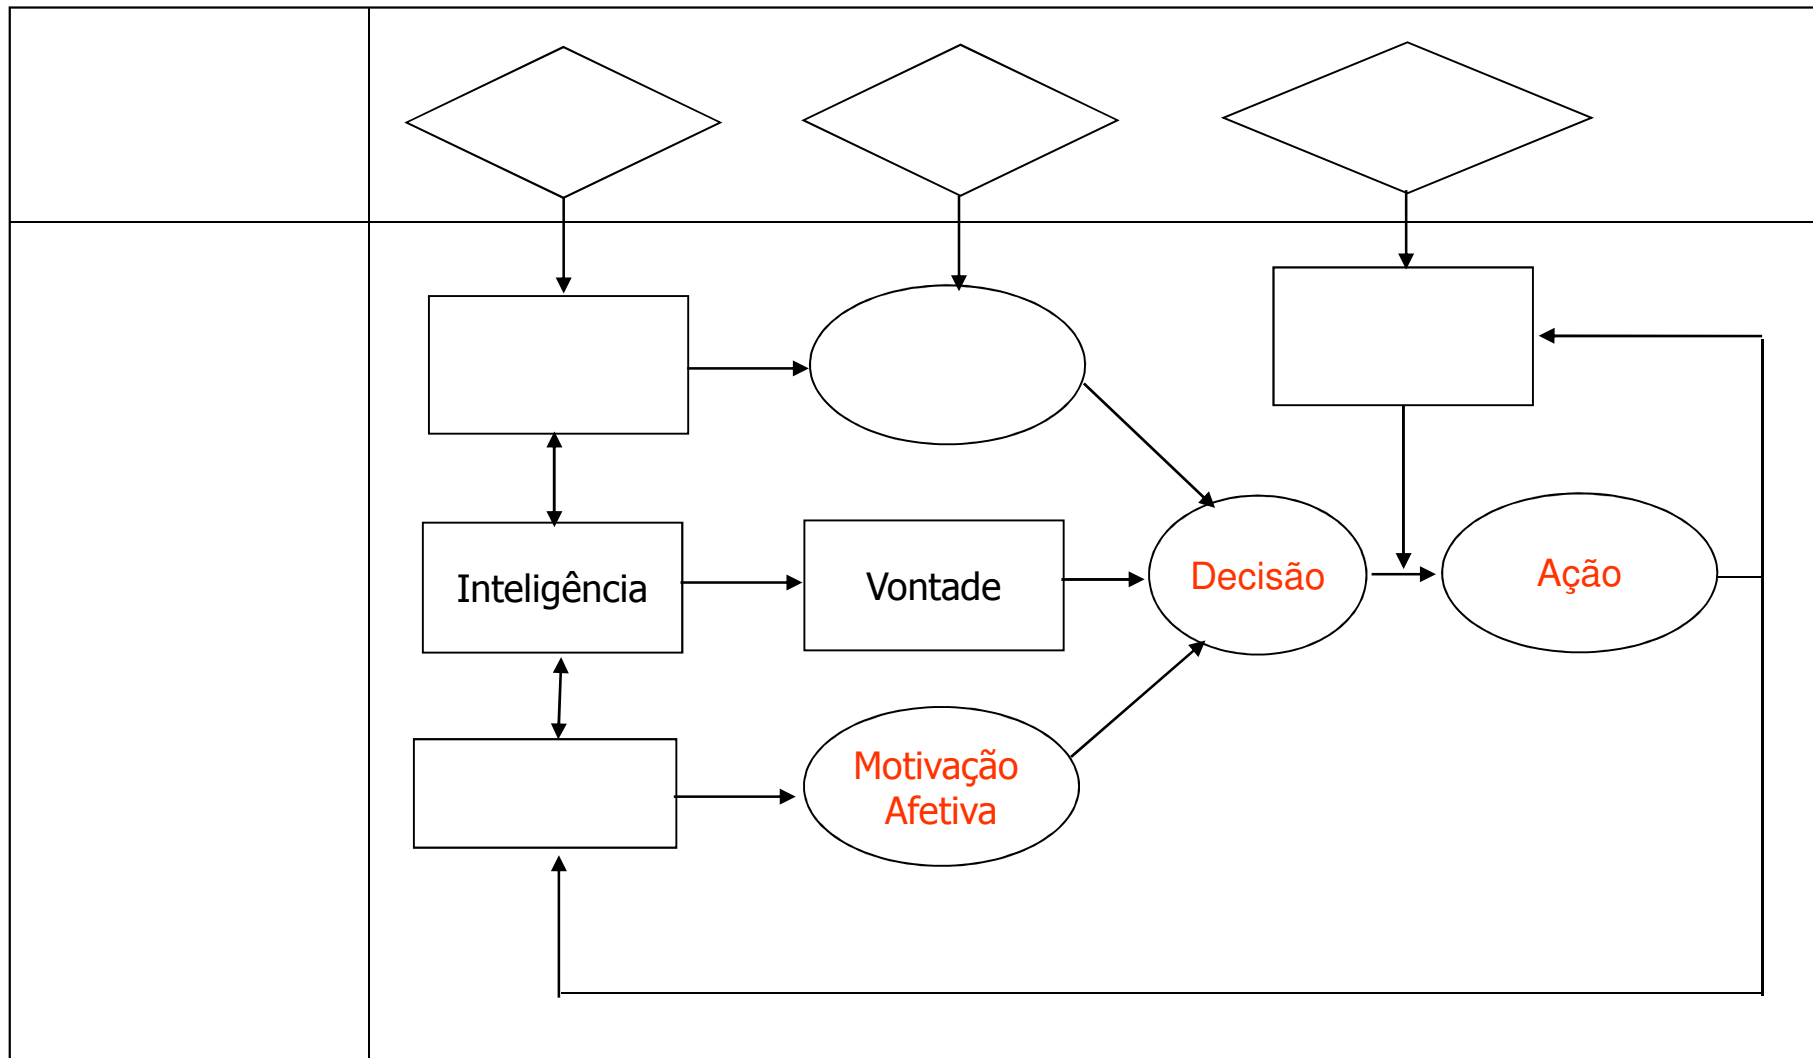 Inteligência
Vontade
Decisão
Ação
Motivação
Afetiva